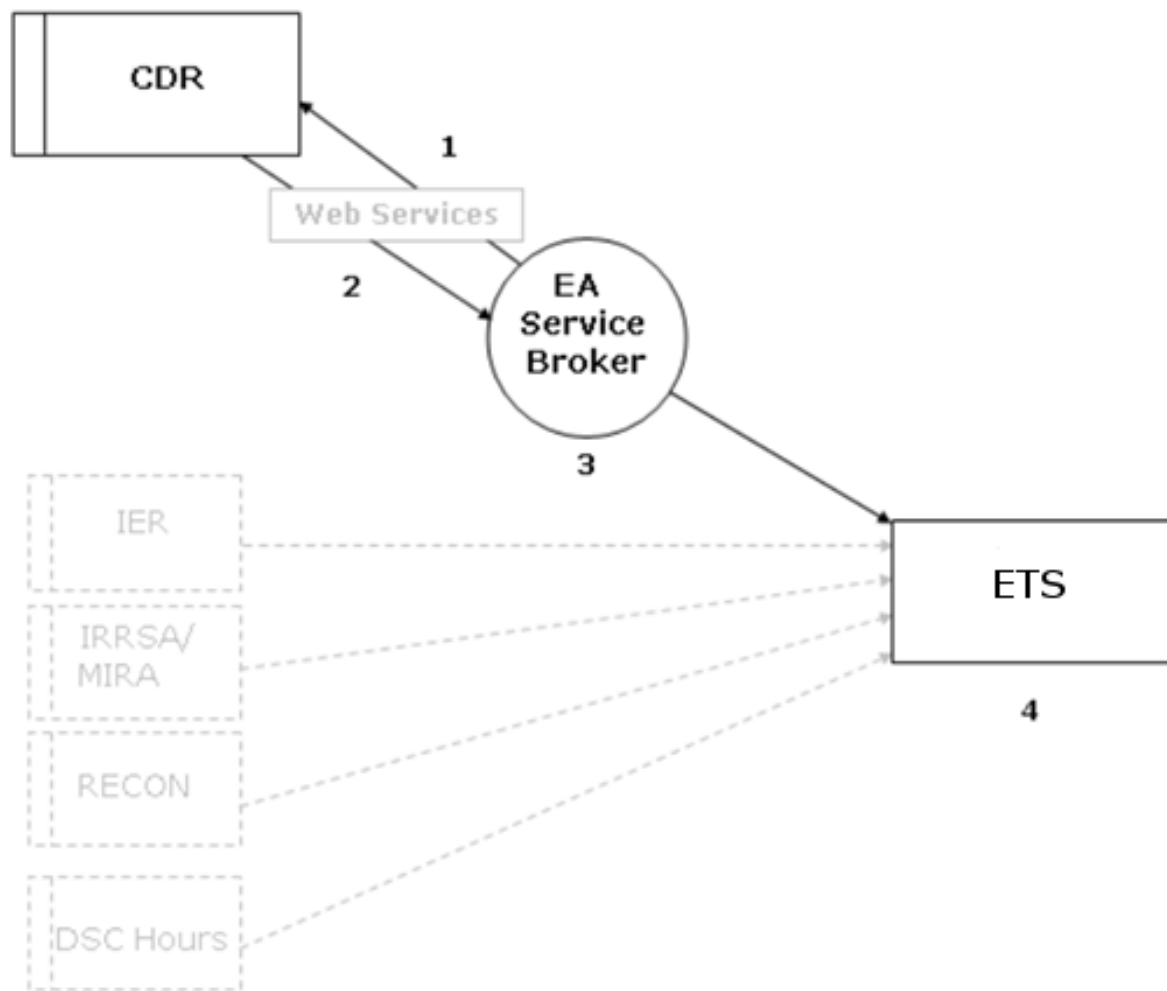 CDR
1
Web Services
2
EA
Service
Broker
3
IER
ETS
IRRSA/
MIRA
4
RECON
DSC Hours